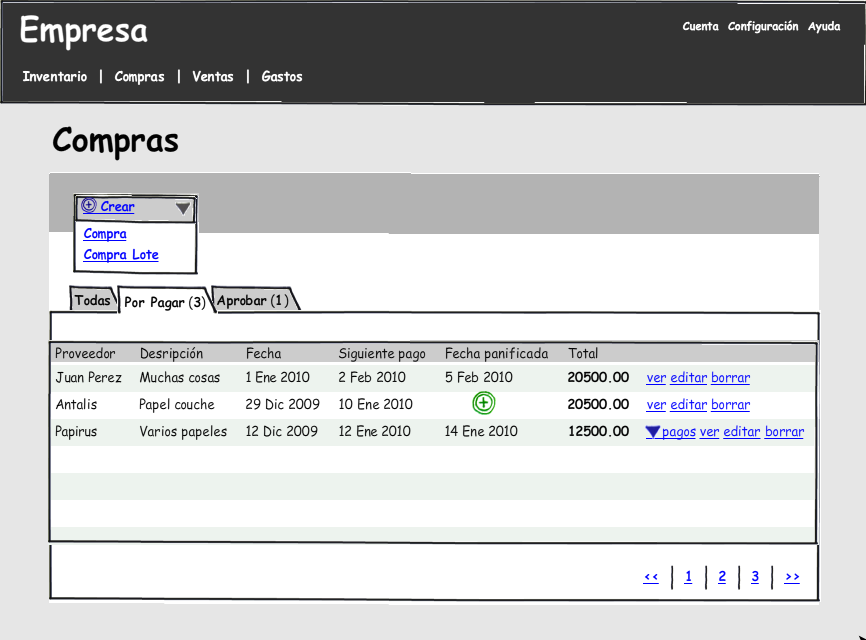 Empresa
Cuenta Configuración Ayuda
Inventario | Compras | Ventas | Gastos
Compras
Crear
Compra
Compra Lote
Todas Por Pagar (3) Aprobar (1)
Proveedor Desripción Fecha Siguiente pago Fecha panificada Total
Juan Perez Muchas cosas 1 Ene 2010 2 Feb 2010 5 Feb 2010 20500.00 ver editar borrar
Antalis Papel couche 29 Dic 2009 10 Ene 2010 20500.00 ver editar borrar
Papirus Varios papeles 12 Dic 2009 12 Ene 2010 14 Ene 2010 12500.00 pagos ver editar borrar
<< | 1 | 2 | 3 | >>